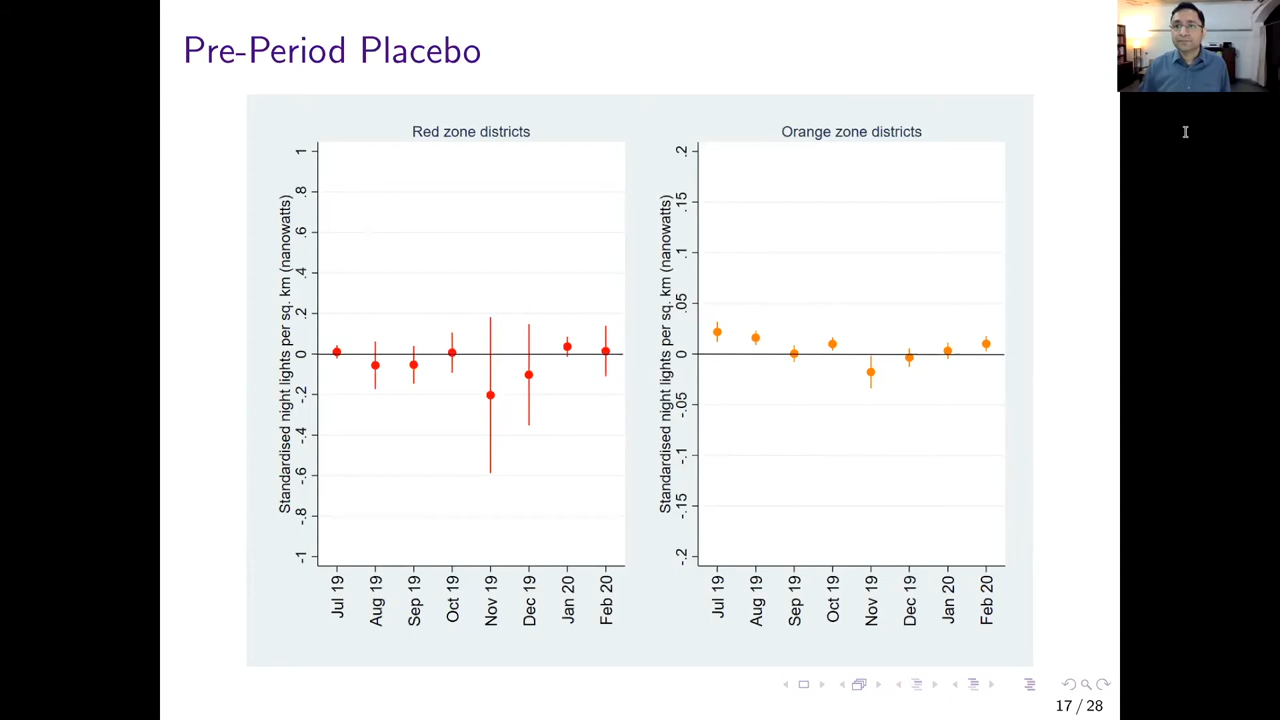 Pre-Period Placebo
Red zone districts
Standardised night lights per sq. km (nanowatts)
1
.8
.6
.4
.2
0
-.2
-.4
-.6
-.8
-1
Jul 19
Aug 19
Sep 19
Oct 19
Nov 19
Dec 19
Jan 20
Feb 20
Orange zone districts
Standardised night lights per sq. km (nanowatts)
.2
.15
.1
.05
0
-.05
-.1
-.15
-.2
Jul 19
Aug 19
Sep 19
Oct 19
Nov 19
Dec 19
Jan 20
Feb 20
17 / 28